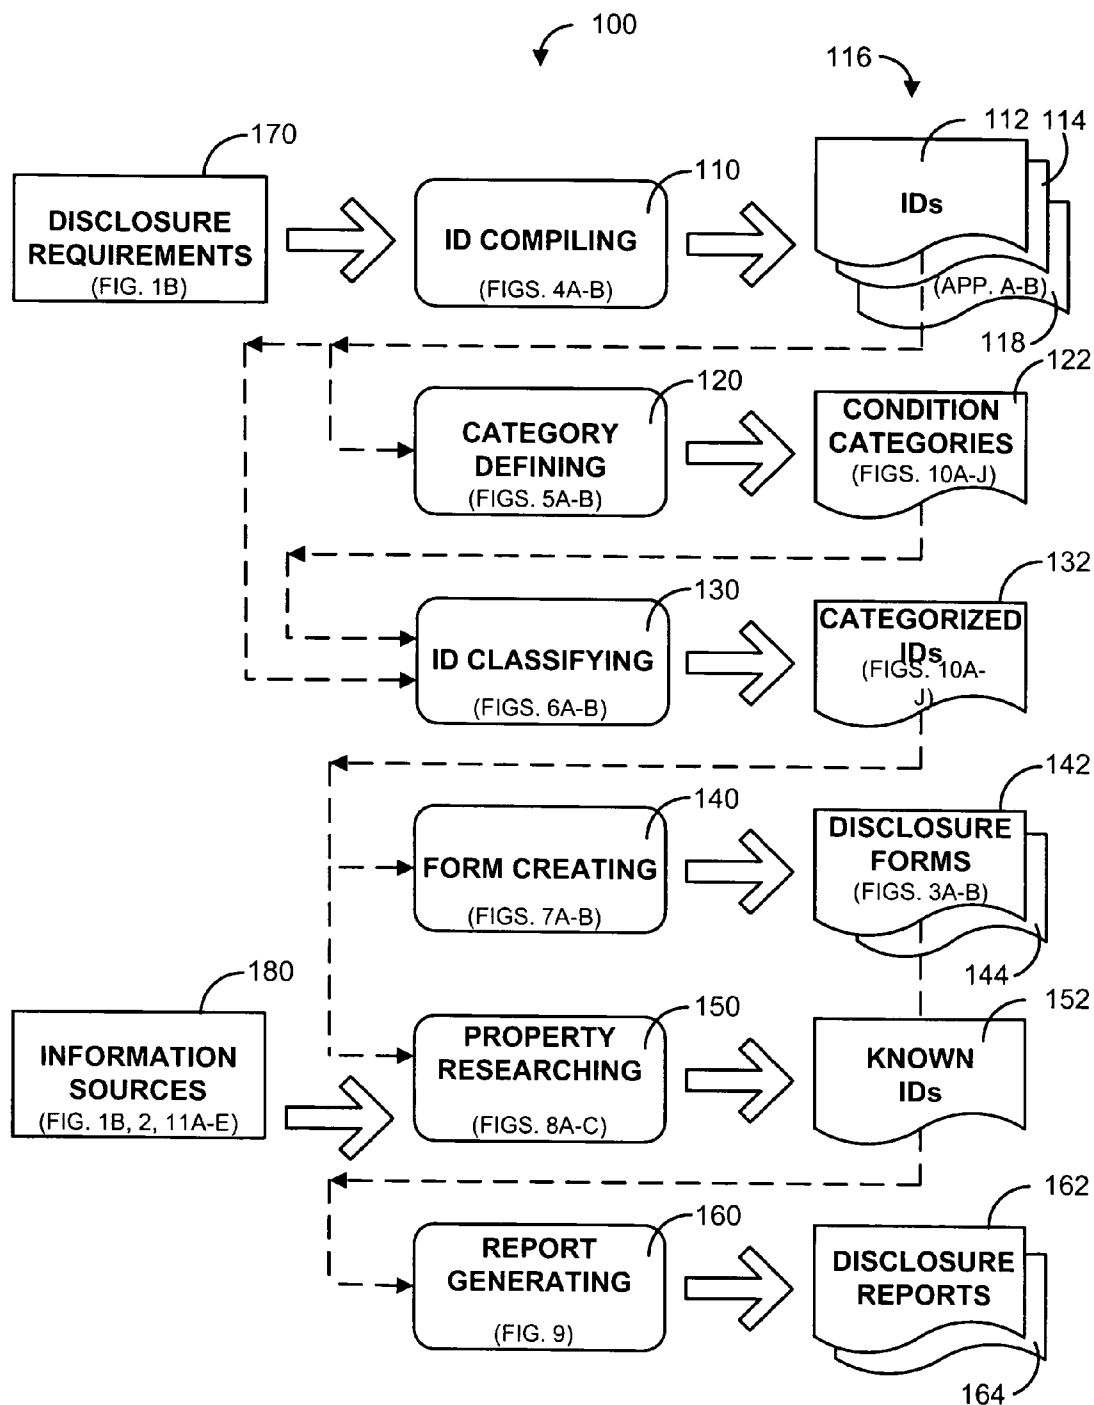 100
116
112
114
170
110
DISCLOSURE
REQUIREMENTS
(FIG. 1B)
ID COMPILING
(FIGS. 4A-B)
IDs
(APP. A-B)
118
120
122
CATEGORY
DEFINING
(FIGS. 5A-B)
CONDITION
CATEGORIES
(FIGS. 10A-J)
130
132
ID CLASSIFYING
(FIGS. 6A-B)
CATEGORIZED
IDs
(FIGS. 10A-
J)
140
142
FORM CREATING
(FIGS. 7A-B)
DISCLOSURE
FORMS
(FIGS. 3A-B)
144
180
150
152
INFORMATION
SOURCES
(FIG. 1B, 2, 11A-E)
PROPERTY
RESEARCHING
(FIGS. 8A-C)
KNOWN
IDs
160
162
REPORT
GENERATING
(FIG. 9)
DISCLOSURE
REPORTS
164